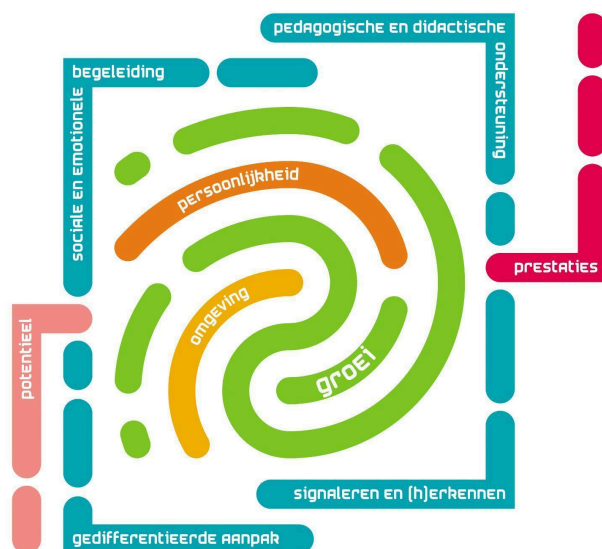 pedagogische en didactische
ondersteuning
begeleiding
sociale en emotionele
persoonlijkheid
omgeving
groei
prestaties
potentieel
signaleren en (h)erkennen
gedifferentieerde aanpak